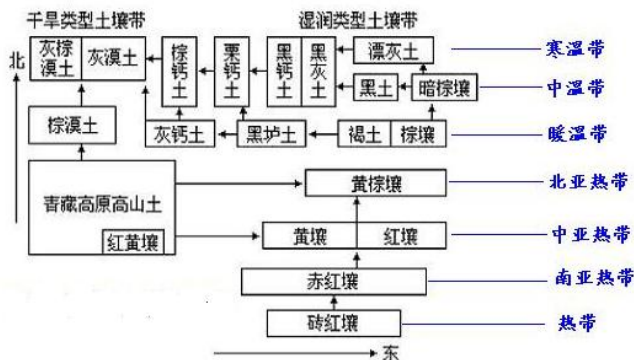 干旱类型土壤带 湿润类型土壤带
北
灰棕漠土 灰漠土 棕钙土 栗钙土 黑钙土 黑灰土 漂灰土 寒温带
黑土 暗棕壤 中温带
棕漠土 灰钙土 黑垆土 褐土 棕壤 暖温带
青藏高原高山土 黄棕壤 北亚热带
红黄壤 黄壤 红壤 中亚热带
赤红壤 南亚热带
砖红壤 热带
东